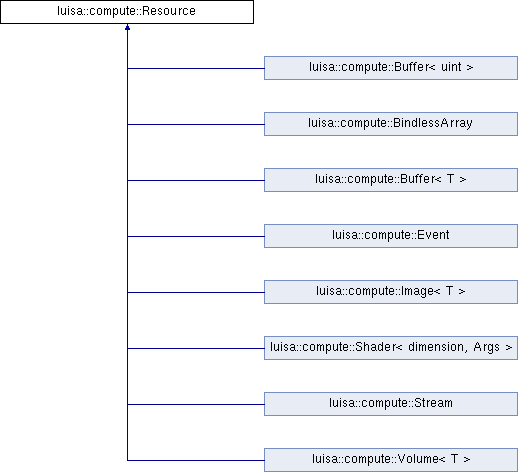 luisa::compute::Resource
luisa::compute::Buffer< uint >
luisa::compute::BindlessArray
luisa::compute::Buffer< T >
luisa::compute::Event
luisa::compute::Image< T >
luisa::compute::Shader< dimension, Args >
luisa::compute::Stream
luisa::compute::Volume< T >